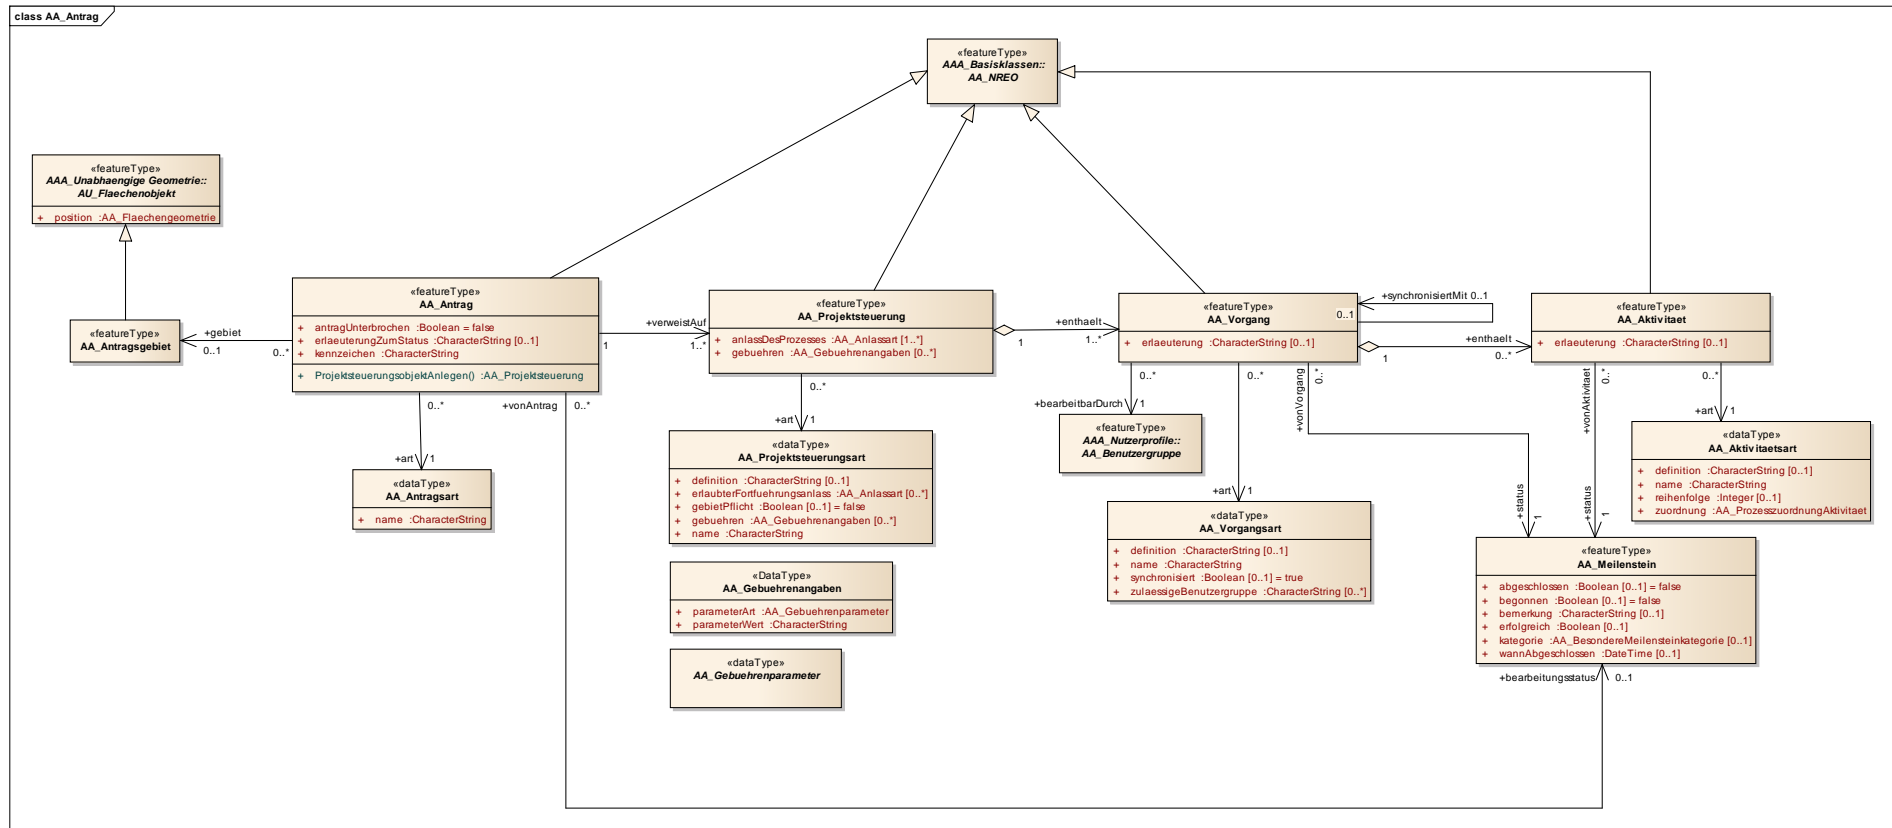 class AA_Antrag
«featureType»
AAA_Basisklassen::
AA_NREO
«featureType»
AAA_Unabhaengige Geometrie::
AU_Flaechenobjekt
+ position :AA_Flaechengeometrie
«featureType»
AA_Antragsgebiet
+gebiet
0..1
0..*
«featureType»
AA_Antrag
+ antragUnterbrochen :Boolean = false
+ erlaeuterungZumStatus :CharacterString [0..1]
+ kennzeichen :CharacterString
+ ProjektsteuerungsobjektAnlegen() :AA_Projektsteuerung
+verweistAuf
1
1..*
0..*
+art
1
+vonAntrag
0..*
«dataType»
AA_Antragsart
+ name :CharacterString
«featureType»
AA_Projektsteuerung
+ anlassDesProzesses :AA_Anlassart [1..*]
+ gebuehren :AA_Gebuehrenangaben [0..*]
+enthaelt
1
1..*
0..*
+art
1
«dataType»
AA_Projektsteuerungsart
+ definition :CharacterString [0..1]
+ erlaubterFortfuehrungsanlass :AA_Anlassart [0..*]
+ gebietPflicht :Boolean [0..1] = false
+ gebuehren :AA_Gebuehrenangaben [0..*]
+ name :CharacterString
«DataType»
AA_Gebuehrenangaben
+ parameterArt :AA_Gebuehrenparameter
+ parameterWert :CharacterString
«dataType»
AA_Gebuehrenparameter
«featureType»
AA_Vorgang
+ erlaeuterung :CharacterString [0..1]
+synchronisiertMit 0..1
0..1
+enthaelt
1
0..*
0..*
+bearbeitbarDurch
1
«featureType»
AAA_Nutzerprofile::
AA_Benutzergruppe
0..*
+art
1
«dataType»
AA_Vorgangsart
+ definition :CharacterString [0..1]
+ name :CharacterString
+ synchronisiert :Boolean [0..1] = true
+ zulaessigeBenutzergruppe :CharacterString [0..*]
+vonVorgang
0..*
+status
1
«featureType»
AA_Aktivitaet
+ erlaeuterung :CharacterString [0..1]
+vonAktivitaet
0..*
+status
1
0..*
+art
1
«dataType»
AA_Aktivitaetsart
+ definition :CharacterString [0..1]
+ name :CharacterString
+ reihenfolge :Integer [0..1]
+ zuordnung :AA_ProzesszuordnungAktivitaet
«featureType»
AA_Meilenstein
+ abgeschlossen :Boolean [0..1] = false
+ begonnen :Boolean [0..1] = false
+ bemerkung :CharacterString [0..1]
+ erfolgreich :Boolean [0..1]
+ kategorie :AA_BesondereMeilensteinkategorie [0..1]
+ wannAbgeschlossen :DateTime [0..1]
+bearbeitungsstatus
0..1